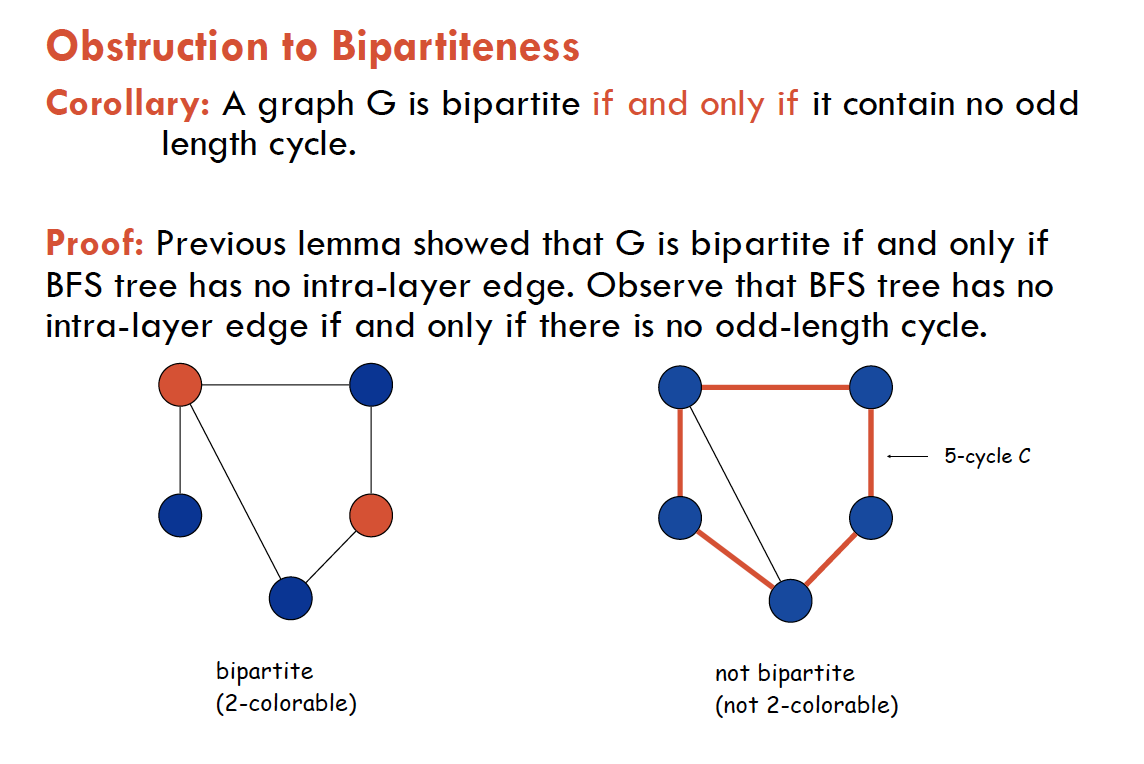 Obstruction to Bipartiteness
Corollary: A graph G is bipartite if and only if it contain no odd
length cycle.
Proof: Previous lemma showed that G is bipartite if and only if
BFS tree has no intra-layer edge. Observe that BFS tree has no
intra-layer edge if and only if there is no odd-length cycle.
5-cycle C
bipartite
(2-colorable)
not bipartite
(not 2-colorable)